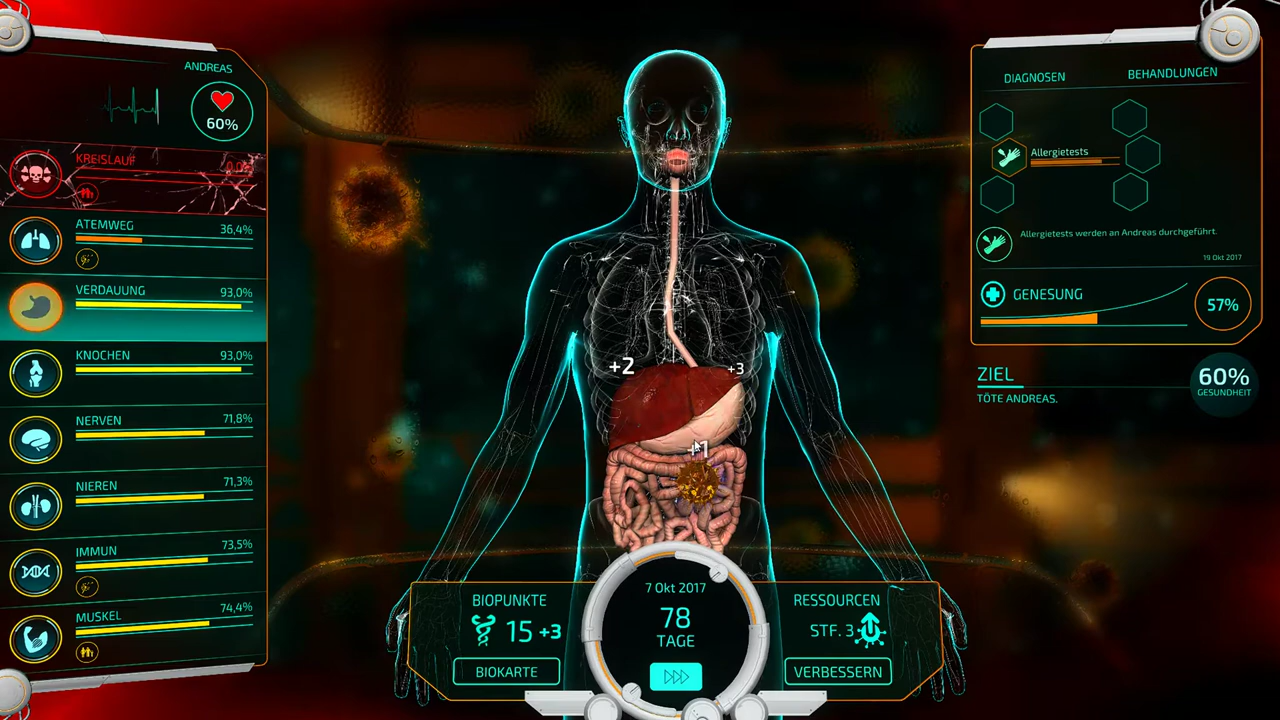 ANDREAS
60%
KREISLAUF
0,0%
ATEMWEG
36,4%
VERDAUUNG
93,0%
KNOCHEN
93,0%
NERVEN
71,8%
NIEREN
71,3%
IMMUN
73,5%
MUSKEL
74,4%
+2
+3
+1
BIOPUNKTE
15 +3
BIOKARTE
7 Okt 2017
78
TAGE
RESSOURCEN
STF. 3
VERBESSERN
DIAGNOSEN
BEHANDLUNGEN
Allergietests
Allergietests werden an Andreas durchgeführt.
19 Okt 2017
GENESUNG
57%
ZIEL
TÖTE ANDREAS.
60%
GESUNDHEIT